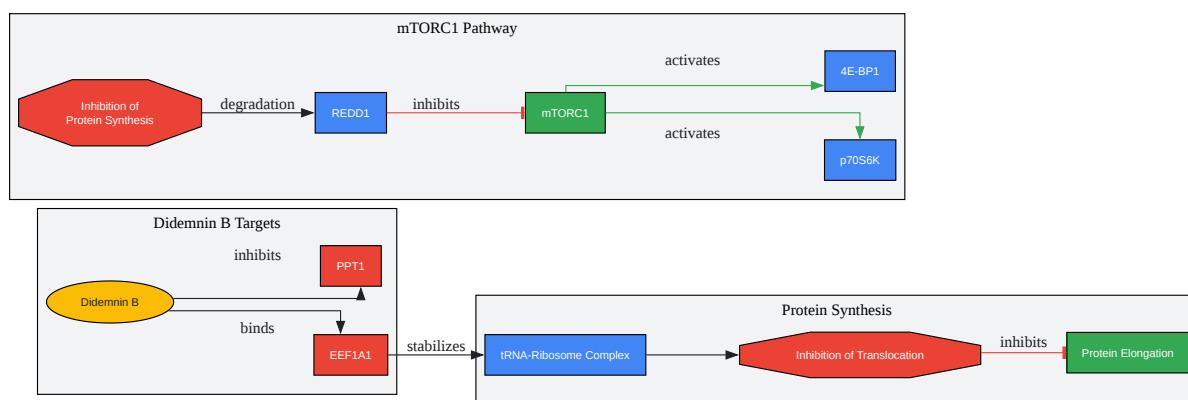 mTORC1 Pathway
activates
4E-BP1
Inhibition of
Protein Synthesis
degradation
REDD1
inhibits
mTORC1
activates
p70S6K
Didemnin B Targets
inhibits
PPT1
Didemnin B
binds
EEF1A1
stabilizes
Protein Synthesis
tRNA-Ribosome Complex
Inhibition of Translocation
inhibits
Protein Elongation